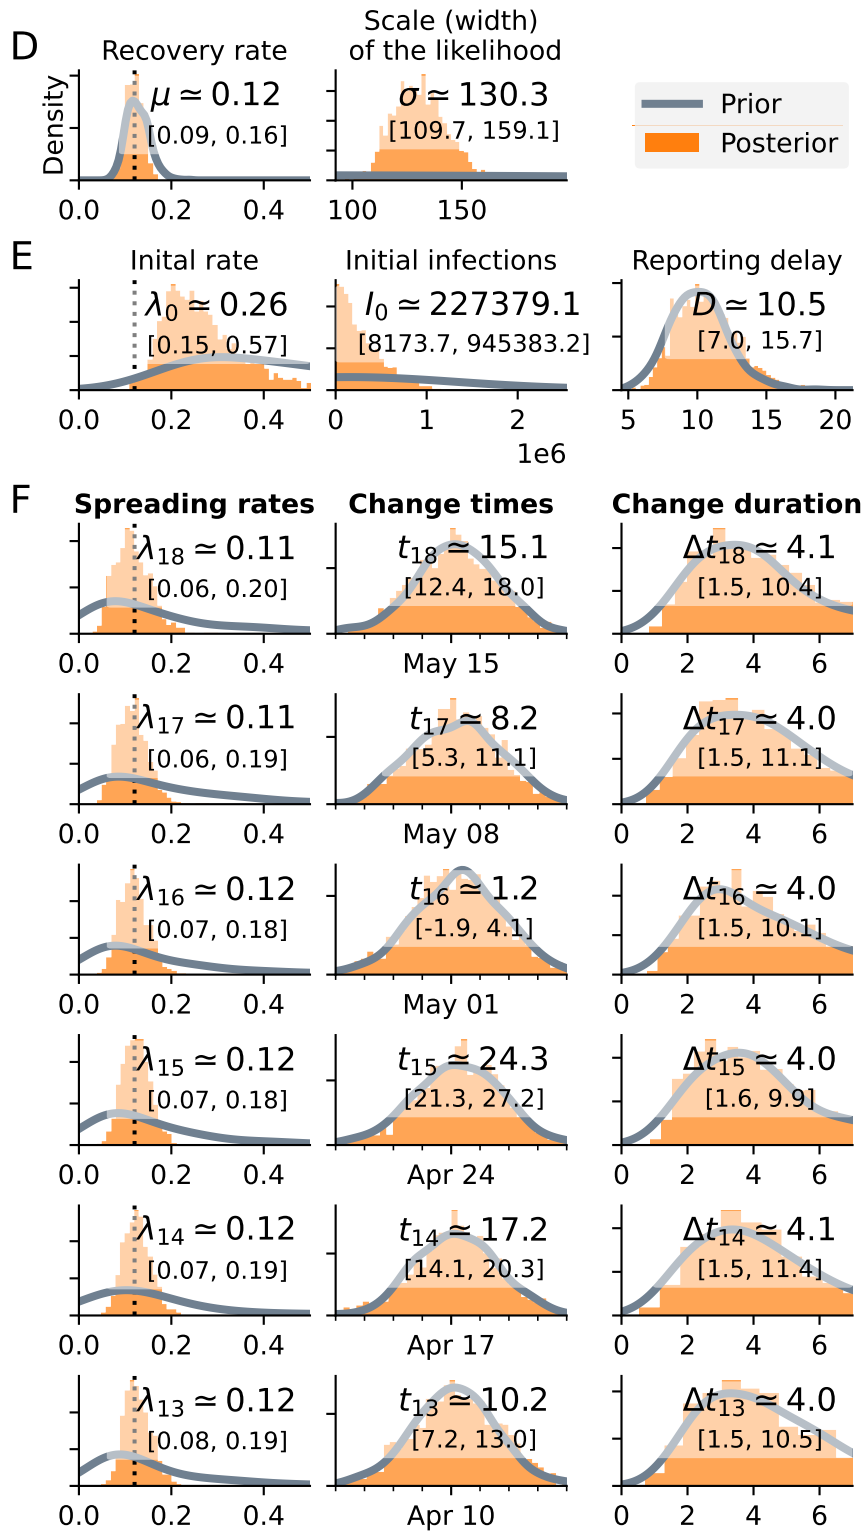 D
Recovery rate
Scale (width)
of the likelihood
Density
μ ≃ 0.12
[0.09, 0.16]
0.0 0.2 0.4
σ ≃ 130.3
[109.7, 159.1]
100 150
Prior
Posterior
E
Inital rate
λ0 ≃ 0.26
[0.15, 0.57]
0.0 0.2 0.4
Initial infections
I0 ≃ 227379.1
[8173.7, 945383.2]
0 1 2
1e6
Reporting delay
D ≃ 10.5
[7.0, 15.7]
5 10 15 20
F
Spreading rates Change times Change duration
λ18 ≃ 0.11
[0.06, 0.20]
0.0 0.2 0.4
t18 ≃ 15.1
[12.4, 18.0]
May 15
Δt18 ≃ 4.1
[1.5, 10.4]
0 2 4 6
λ17 ≃ 0.11
[0.06, 0.19]
0.0 0.2 0.4
t17 ≃ 8.2
[5.3, 11.1]
May 08
Δt17 ≃ 4.0
[1.5, 11.1]
0 2 4 6
λ16 ≃ 0.12
[0.07, 0.18]
0.0 0.2 0.4
t16 ≃ 1.2
[-1.9, 4.1]
May 01
Δt16 ≃ 4.0
[1.5, 10.1]
0 2 4 6
λ15 ≃ 0.12
[0.07, 0.18]
0.0 0.2 0.4
t15 ≃ 24.3
[21.3, 27.2]
Apr 24
Δt15 ≃ 4.0
[1.6, 9.9]
0 2 4 6
λ14 ≃ 0.12
[0.07, 0.19]
0.0 0.2 0.4
t14 ≃ 17.2
[14.1, 20.3]
Apr 17
Δt14 ≃ 4.1
[1.5, 11.4]
0 2 4 6
λ13 ≃ 0.12
[0.08, 0.19]
0.0 0.2 0.4
t13 ≃ 10.2
[7.2, 13.0]
Apr 10
Δt13 ≃ 4.0
[1.5, 10.5]
0 2 4 6